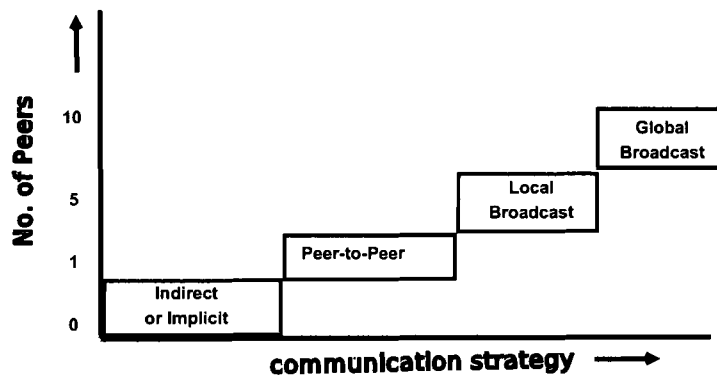 No. of Peers
10
5
1
0
Global
Broadcast
Local
Broadcast
Peer-to-Peer
Indirect
or Implicit
communication strategy